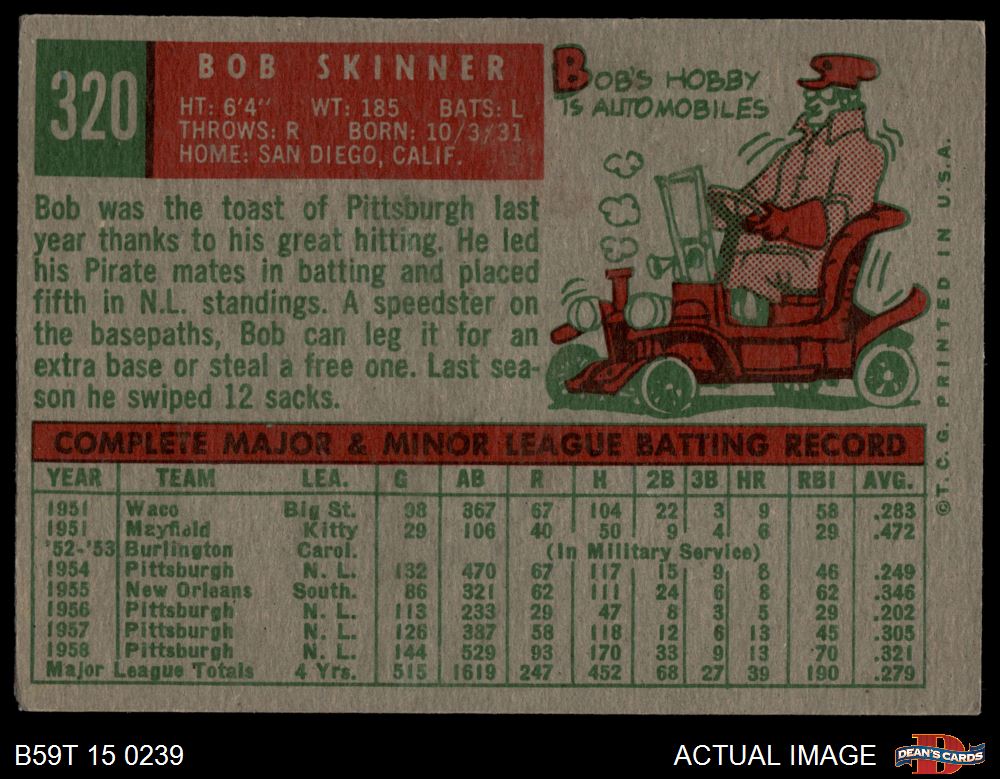 320
BOB SKINNER
HT: 6'4" WT: 185 BATS: L
THROWS: R BORN: 10/3/31
HOME: SAN DIEGO, CALIF.
BOB'S HOBBY
IS AUTOMOBILES
Bob was the toast of Pittsburgh last
year thanks to his great hitting. He led
his Pirate mates in batting and placed
fifth in N.L. standings. A speedster on
the basepaths, Bob can leg it for an
extra base or steal a free one. Last sea-
son he swiped 12 sacks.
©T.C.G. PRINTED IN U.S.A.
COMPLETE MAJOR & MINOR LEAGUE BATTING RECORD
YEAR TEAM LEA. G AB R H 2B 3B HR RBI AVG.
1951 Waco Big St. 98 367 67 104 22 3 9 58 .283
1951 Mayfield Kitty 29 106 40 50 9 4 6 29 .472
'52-'53 Burlington Carol. (In Military Service)
1954 Pittsburgh N. L. 132 470 67 117 15 9 8 46 .249
1955 New Orleans South. 86 321 62 111 24 6 8 62 .346
1956 Pittsburgh N. L. 113 233 29 47 8 3 5 29 .202
1957 Pittsburgh N. L. 126 387 58 118 12 6 13 45 .305
1958 Pittsburgh N. L. 144 529 93 170 33 9 13 70 .321
Major League Totals 4 Yrs. 515 1619 247 452 68 27 39 190 .279
B59T 15 0239
ACTUAL IMAGE
DEAN'S CARDS